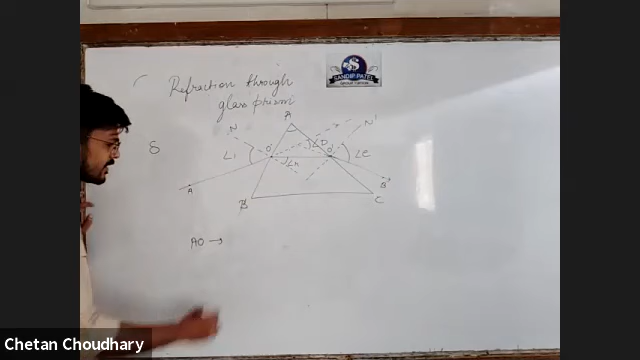 Refraction through
glass prism
SANDIP PATEL
A
N
N'
∠i
O
∠D
O'
∠e
∠r
A
B'
B
C
δ
AO →
Chetan Choudhary